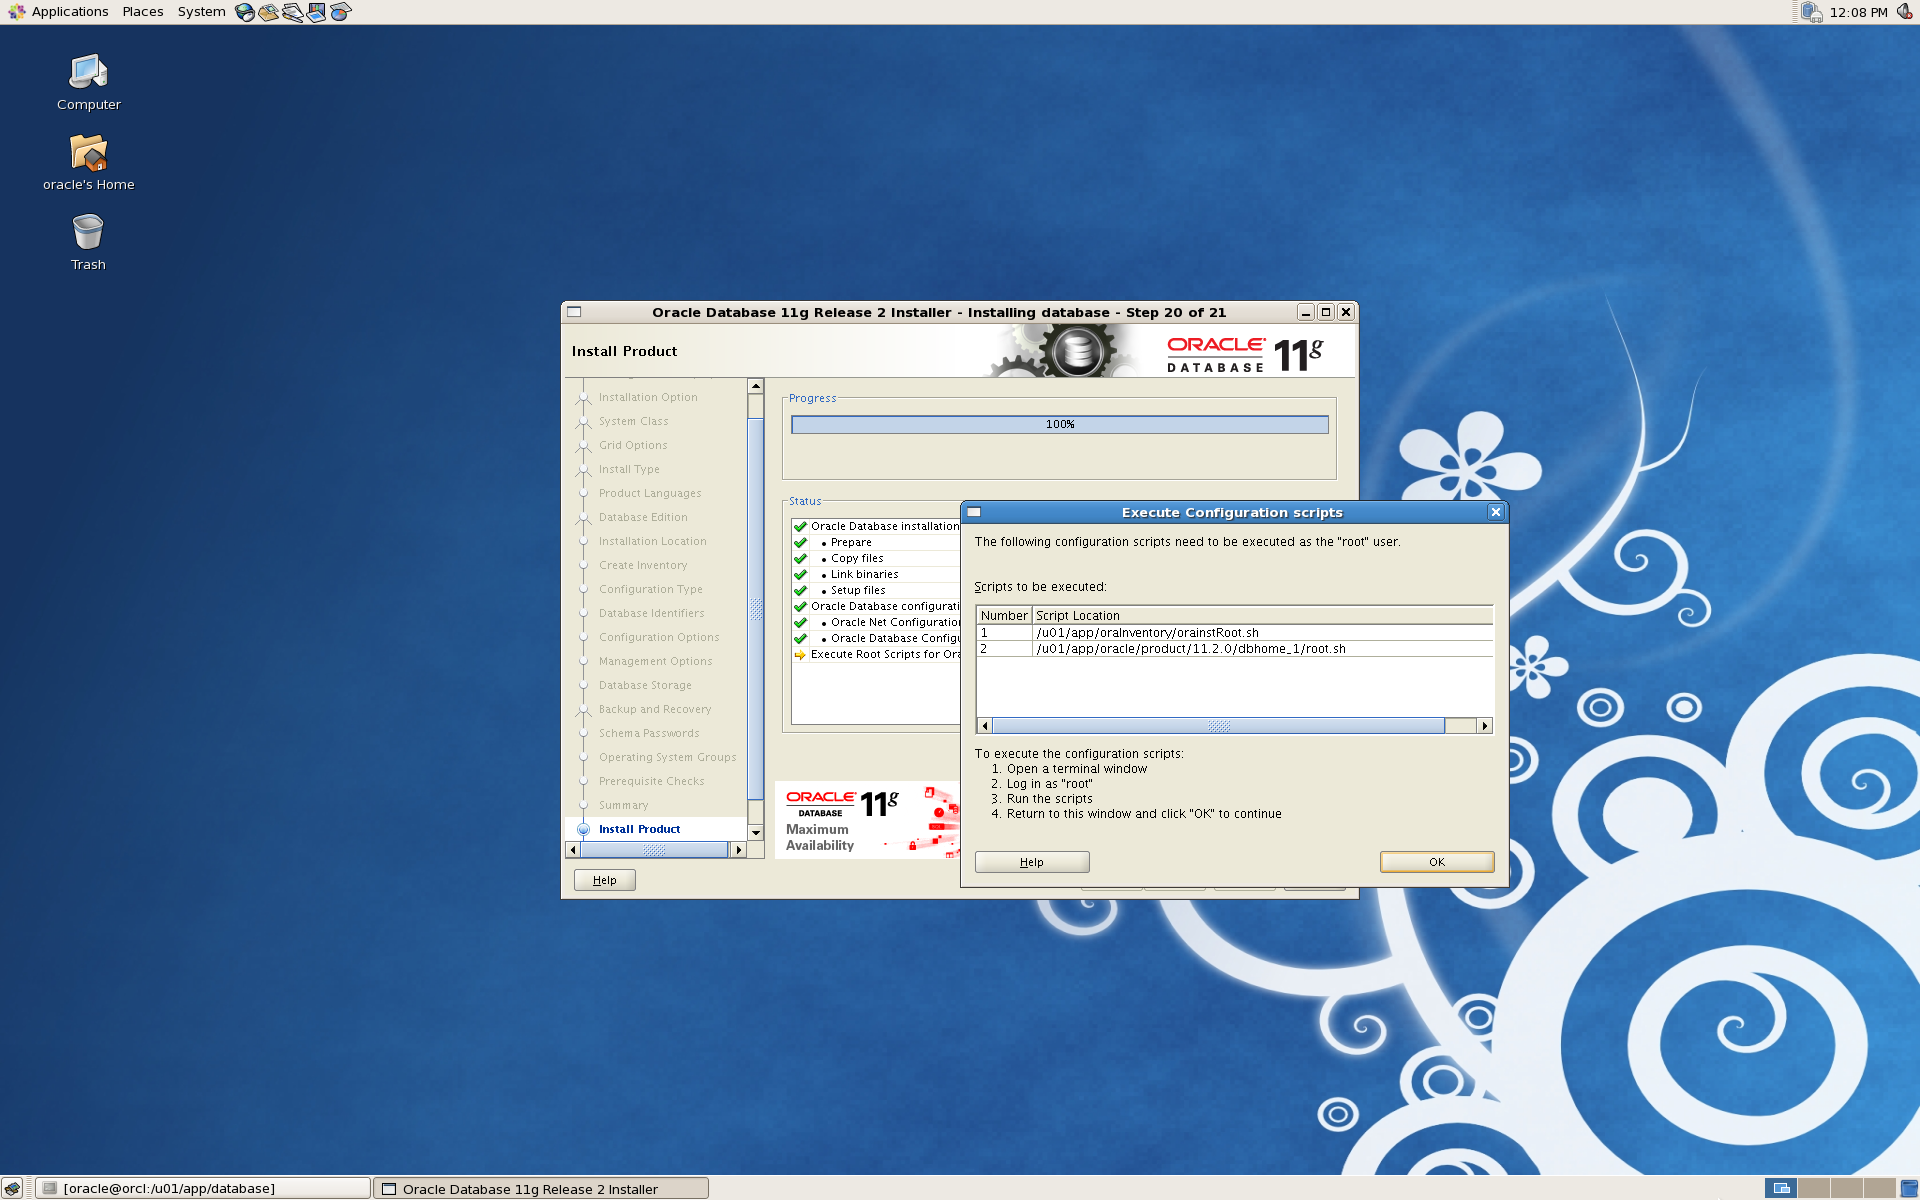 Applications Places System
12:08 PM
Computer
oracle's Home
Trash
Oracle Database 11g Release 2 Installer - Installing database - Step 20 of 21
Install Product
ORACLE
DATABASE
11g
Installation Option
System Class
Grid Options
Install Type
Product Languages
Database Edition
Installation Location
Create Inventory
Configuration Type
Database Identifiers
Configuration Options
Management Options
Database Storage
Backup and Recovery
Schema Passwords
Operating System Groups
Prerequisite Checks
Summary
Install Product
Help
Progress
100%
Status
Oracle Database installation
• Prepare
• Copy files
• Link binaries
• Setup files
Oracle Database configurati
• Oracle Net Configuration
• Oracle Database Configu
Execute Root Scripts for Ora
ORACLE
DATABASE
11g
Maximum
Availability
Execute Configuration scripts
The following configuration scripts need to be executed as the "root" user.
Scripts to be executed:
Number Script Location
1 /u01/app/oraInventory/orainstRoot.sh
2 /u01/app/oracle/product/11.2.0/dbhome_1/root.sh
To execute the configuration scripts:
1. Open a terminal window
2. Log in as "root"
3. Run the scripts
4. Return to this window and click "OK" to continue
Help
OK
[oracle@orcl:/u01/app/database]
Oracle Database 11g Release 2 Installer